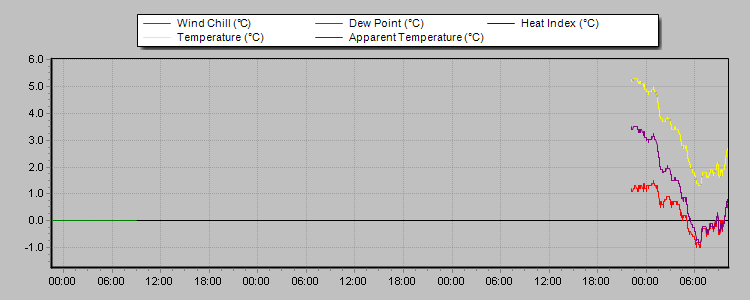 Wind Chill (°C) Dew Point (°C) Heat Index (°C)
Temperature (°C) Apparent Temperature (°C)
6.0
5.0
4.0
3.0
2.0
1.0
0.0
-1.0
00:00 06:00 12:00 18:00 00:00 06:00 12:00 18:00 00:00 06:00 12:00 18:00 00:00 06:00